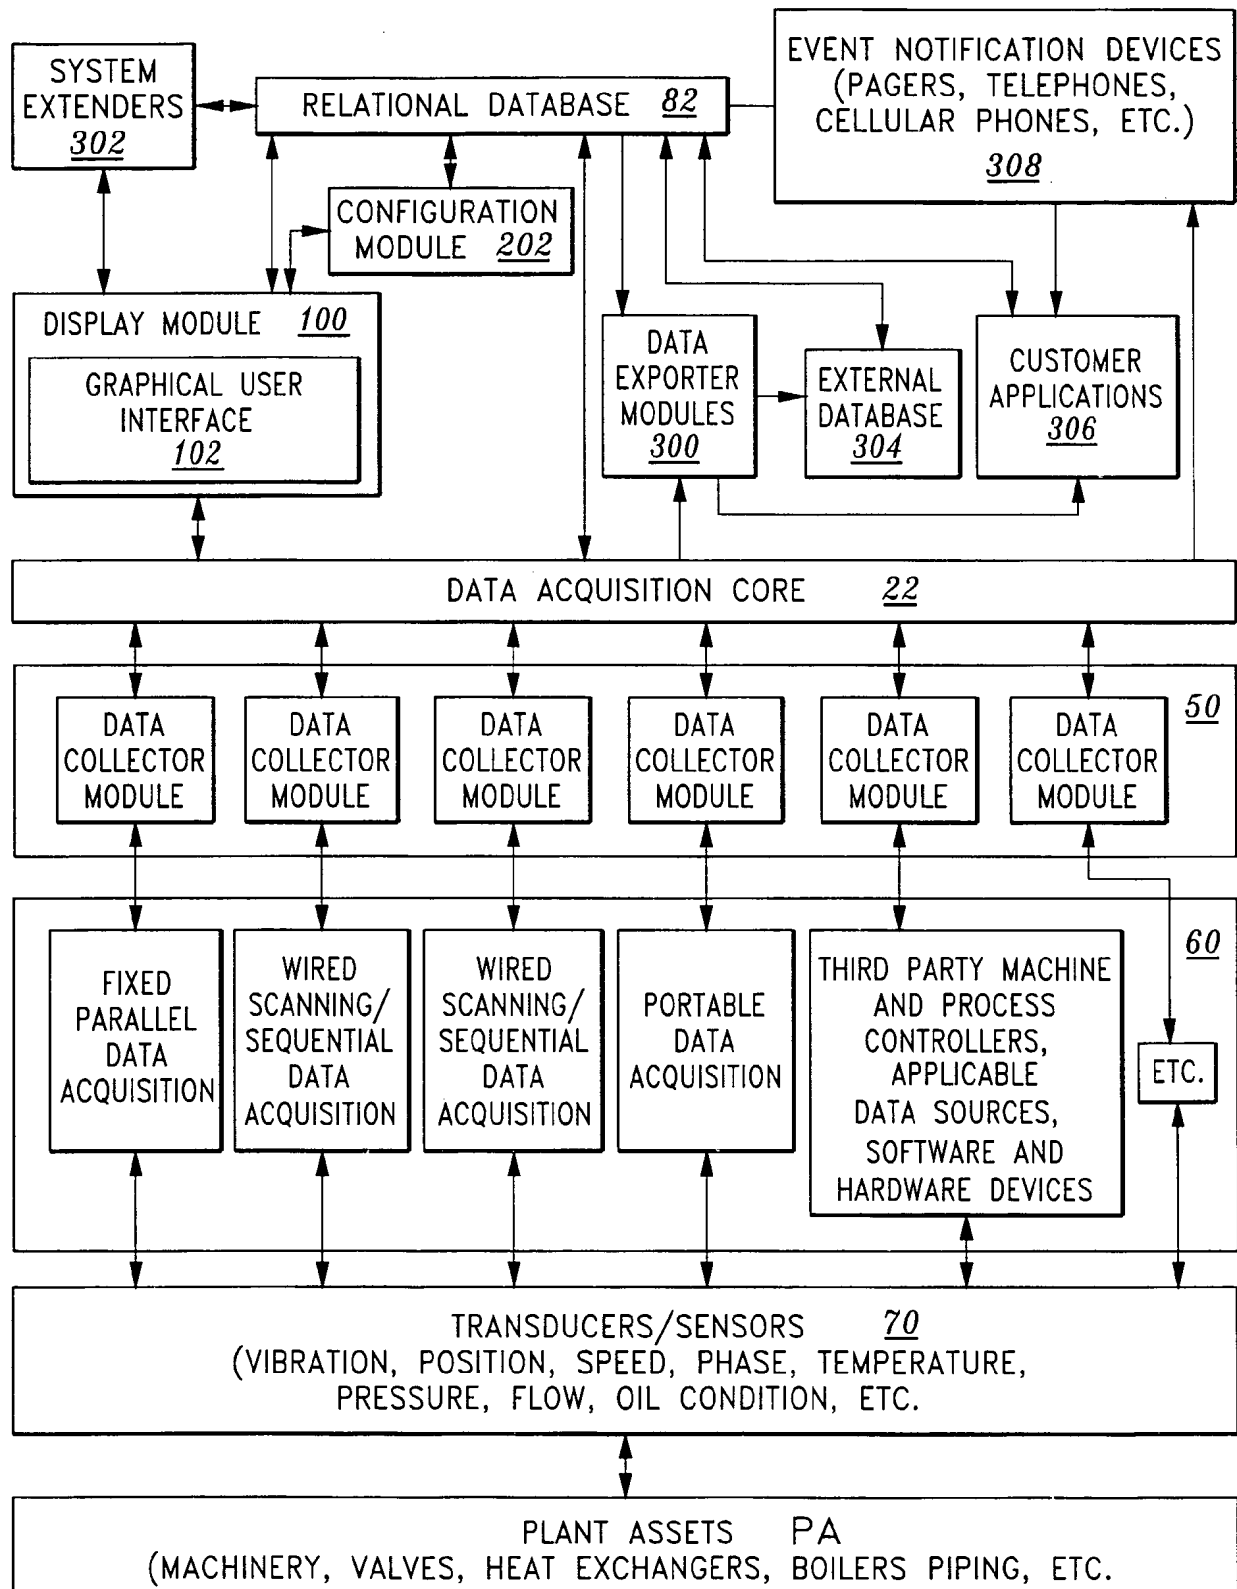 SYSTEM
EXTENDERS
302
RELATIONAL DATABASE 82
EVENT NOTIFICATION DEVICES
(PAGERS, TELEPHONES,
CELLULAR PHONES, ETC.)
308
CONFIGURATION
MODULE 202
DISPLAY MODULE 100
GRAPHICAL USER
INTERFACE
102
DATA
EXPORTER
MODULES
300
EXTERNAL
DATABASE
304
CUSTOMER
APPLICATIONS
306
DATA ACQUISITION CORE 22
50
DATA
COLLECTOR
MODULE
DATA
COLLECTOR
MODULE
DATA
COLLECTOR
MODULE
DATA
COLLECTOR
MODULE
DATA
COLLECTOR
MODULE
DATA
COLLECTOR
MODULE
60
FIXED
PARALLEL
DATA
ACQUISITION
WIRED
SCANNING/
SEQUENTIAL
DATA
ACQUISITION
WIRED
SCANNING/
SEQUENTIAL
DATA
ACQUISITION
PORTABLE
DATA
ACQUISITION
THIRD PARTY MACHINE
AND PROCESS
CONTROLLERS,
APPLICABLE
DATA SOURCES,
SOFTWARE AND
HARDWARE DEVICES
ETC.
TRANSDUCERS/SENSORS 70
(VIBRATION, POSITION, SPEED, PHASE, TEMPERATURE,
PRESSURE, FLOW, OIL CONDITION, ETC.
PLANT ASSETS PA
(MACHINERY, VALVES, HEAT EXCHANGERS, BOILERS PIPING, ETC.